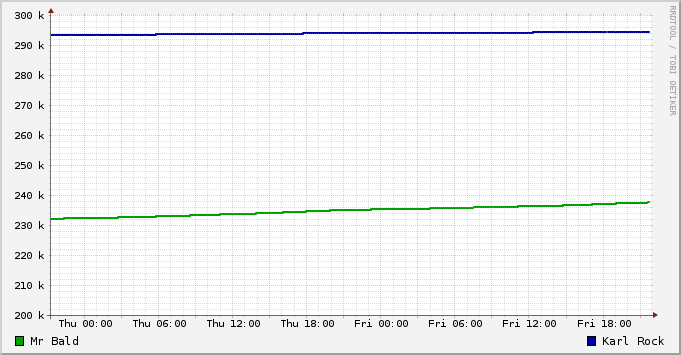 300 k
290 k
280 k
270 k
260 k
250 k
240 k
230 k
220 k
210 k
200 k
Thu 00:00 Thu 06:00 Thu 12:00 Thu 18:00 Fri 00:00 Fri 06:00 Fri 12:00 Fri 18:00
Mr Bald Karl Rock
RRDTOOL / TOBI OETIKER